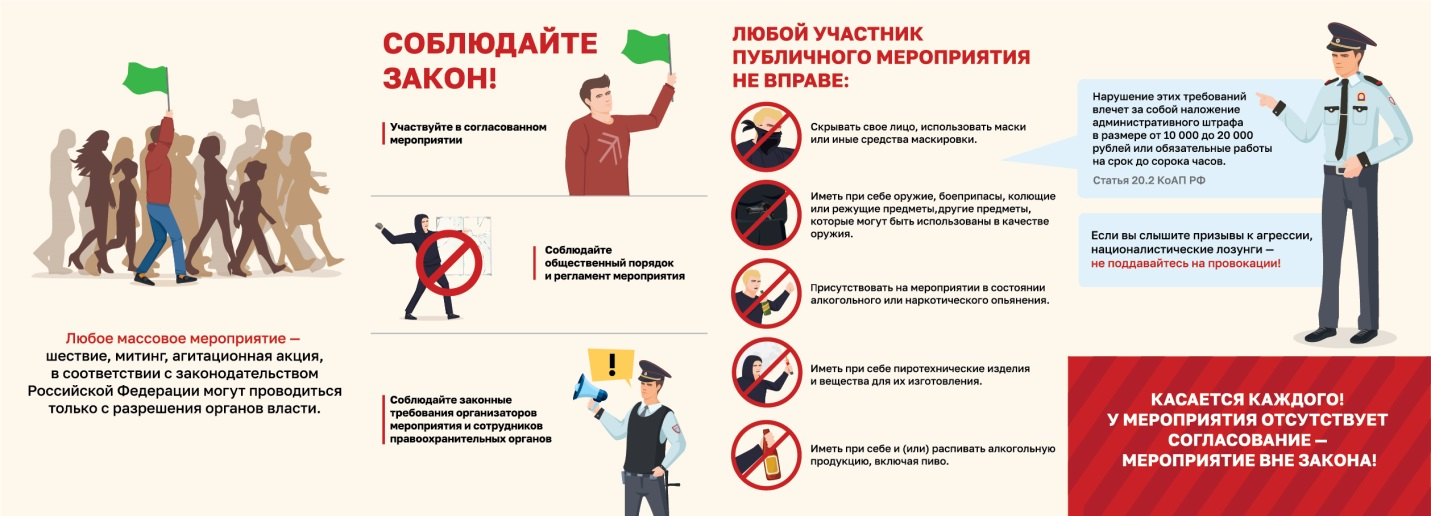 Любое массовое мероприятие —
шествие, митинг, агитационная акция,
в соответствии с законодательством
Российской Федерации могут проводиться
только с разрешения органов власти.
СОБЛЮДАЙТЕ
ЗАКОН!
Участвуйте в согласованном
мероприятии
Соблюдайте
общественный порядок
и регламент мероприятия
!
Соблюдайте законные
требования организаторов
мероприятия и сотрудников
правоохранительных органов
ЛЮБОЙ УЧАСТНИК
ПУБЛИЧНОГО МЕРОПРИЯТИЯ
НЕ ВПРАВЕ:
Скрывать свое лицо, использовать маски
или иные средства маскировки.
Иметь при себе оружие, боеприпасы, колющие
или режущие предметы,другие предметы,
которые могут быть использованы в качестве
оружия.
Присутствовать на мероприятии в состоянии
алкогольного или наркотического опьянения.
Иметь при себе пиротехнические изделия
и вещества для их изготовления.
Иметь при себе и (или) распивать алкогольную
продукцию, включая пиво.
Нарушение этих требований
влечет за собой наложение
административного штрафа
в размере от 10 000 до 20 000
рублей или обязательные работы
на срок до сорока часов.
Статья 20.2 КоАП РФ
Если вы слышите призывы к агрессии,
националистические лозунги —
не поддавайтесь на провокации!
КАСАЕТСЯ КАЖДОГО!
У МЕРОПРИЯТИЯ ОТСУТСТВУЕТ
СОГЛАСОВАНИЕ —
МЕРОПРИЯТИЕ ВНЕ ЗАКОНА!